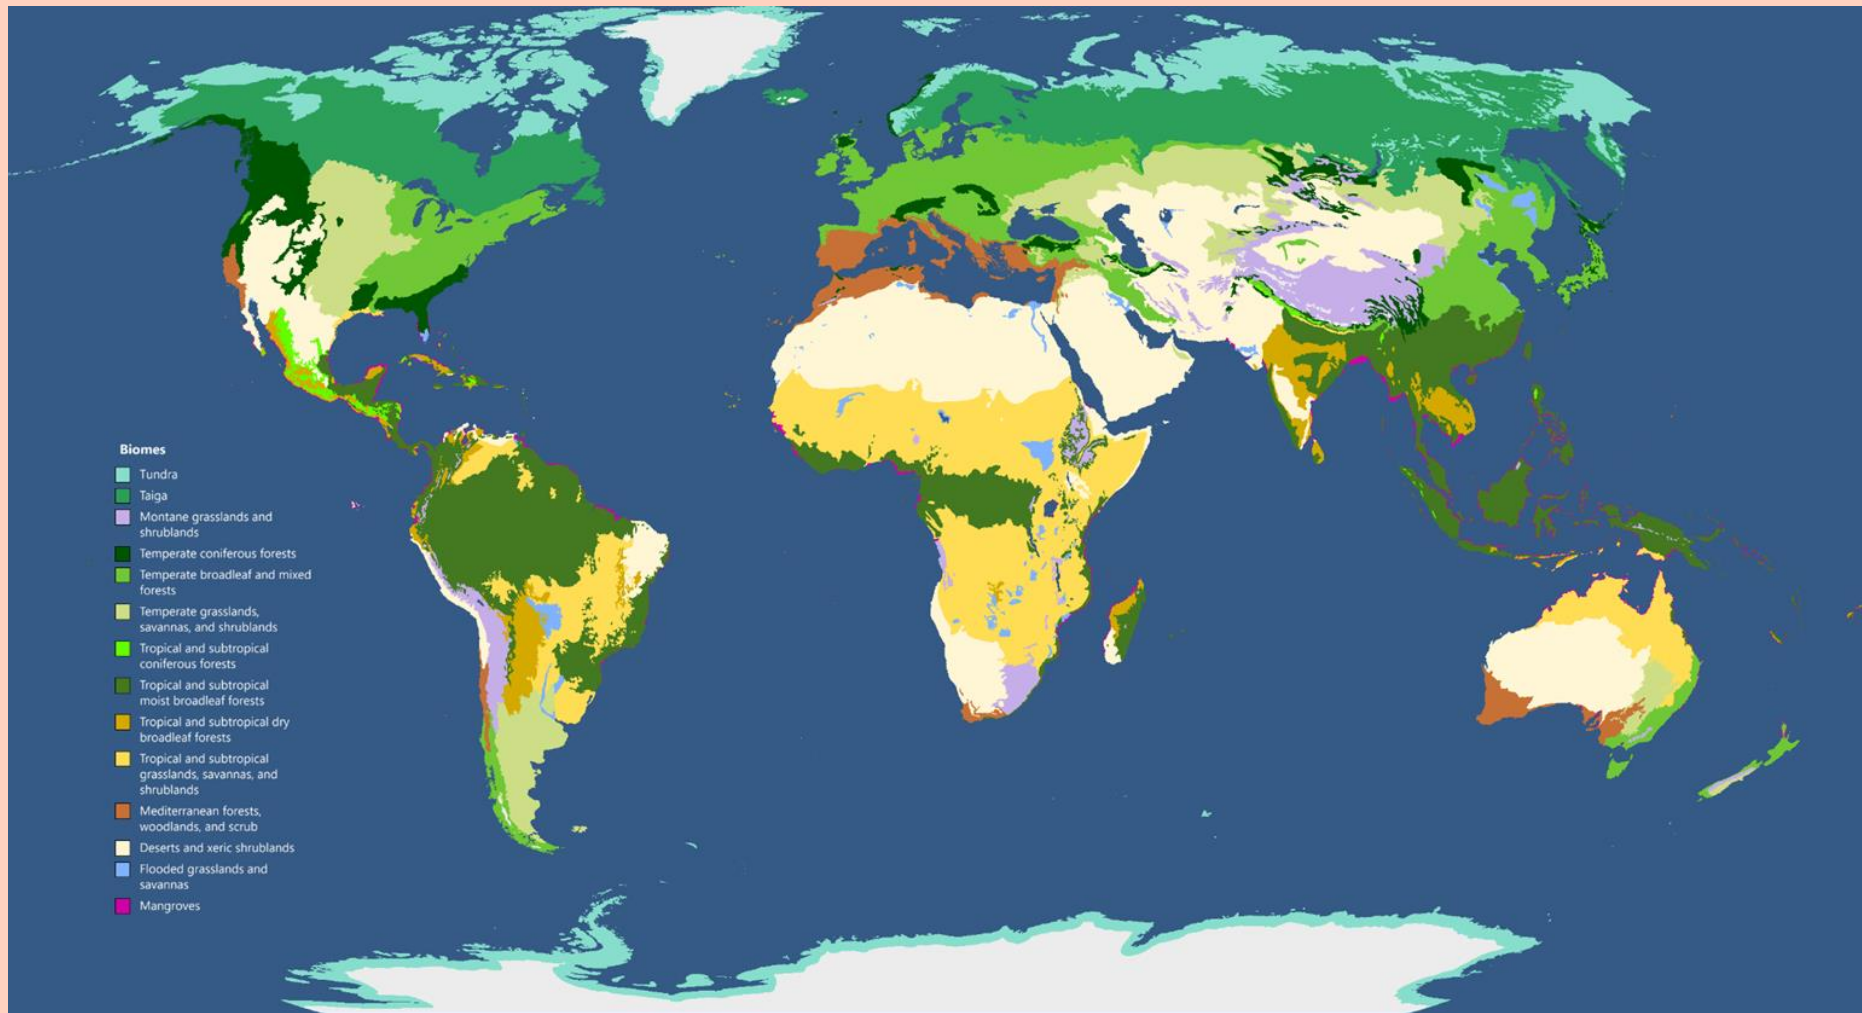 Biomes
Tundra
Taiga
Montane grasslands and
shrublands
Temperate coniferous forests
Temperate broadleaf and mixed
forests
Temperate grasslands,
savannas, and shrublands
Tropical and subtropical
coniferous forests
Tropical and subtropical
moist broadleaf forests
Tropical and subtropical dry
broadleaf forests
Tropical and subtropical
grasslands, savannas, and
shrublands
Mediterranean forests,
woodlands, and scrub
Deserts and xeric shrublands
Flooded grasslands and
savannas
Mangroves